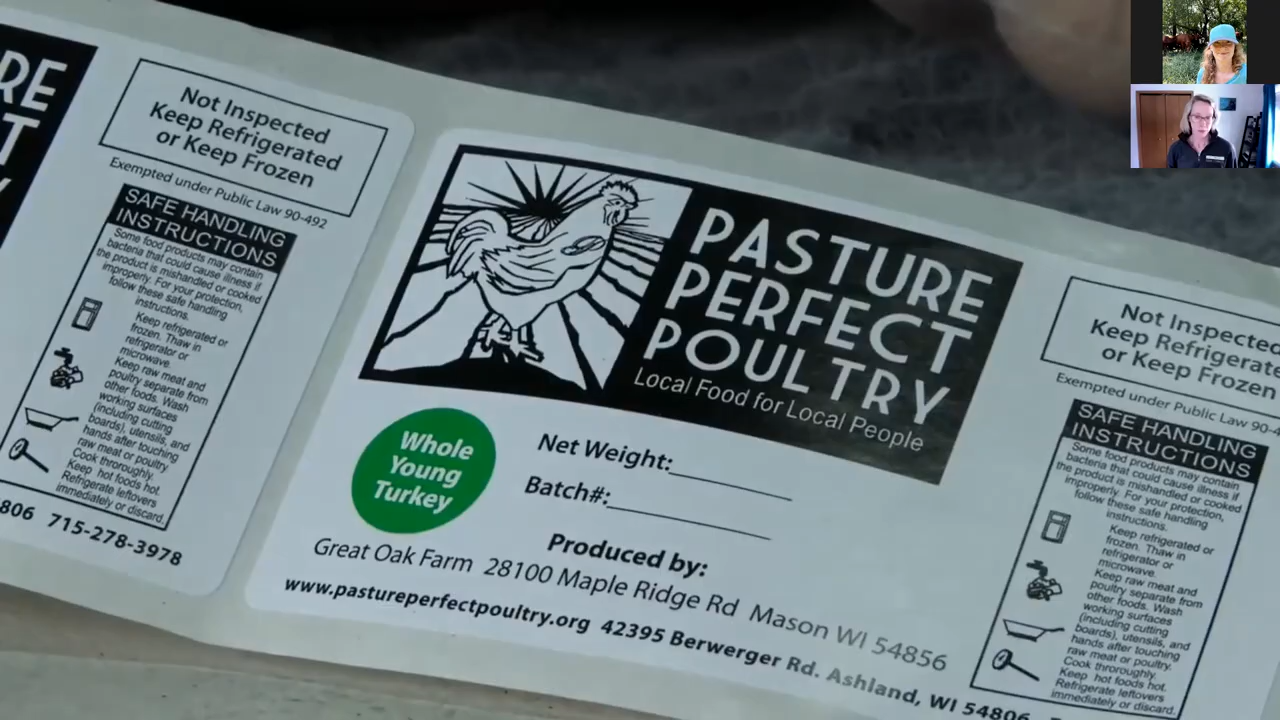 RE
T
Y
Not Inspected
Keep Refrigerated
or Keep Frozen
Exempted under Public Law 90-492
SAFE HANDLING
INSTRUCTIONS
Some food products may contain
bacteria that could cause illness if
the product is mishandled or cooked
improperly. For your protection,
follow these safe handling
instructions.
Keep refrigerated or
frozen. Thaw in
refrigerator or
microwave.
Keep raw meat and
poultry separate from
other foods. Wash
working surfaces
(including cutting
boards), utensils, and
hands after touching
raw meat or poultry.
Cook throroughly.
Keep hot foods hot.
Refrigerate leftovers
immediately or discard.
806 715-278-3978
PASTURE
PERFECT
POULTRY
Local Food for Local People
Whole
Young
Turkey
Net Weight:
Batch#:
Produced by:
Great Oak Farm 28100 Maple Ridge Rd Mason WI 54856
www.pastureperfectpoultry.org 42395 Berwerger Rd. Ashland, WI 54806
Not Inspected
Keep Refrigerate
or Keep Frozen
Exempted under Public Law 90-4
SAFE HANDLING
INSTRUCTIONS
Some food products may contain
bacteria that could cause illness if
the product is mishandled or cooked
improperly. For your protection,
follow these safe handling
instructions.
Keep refrigerated or
frozen. Thaw in
refrigerator or
microwave.
Keep raw meat and
poultry separate from
other foods. Wash
working surfaces
(including cutting
boards), utensils, and
hands after touching
raw meat or poultry.
Cook throroughly.
Keep hot foods hot.
Refrigerate leftovers
immediately or discard.